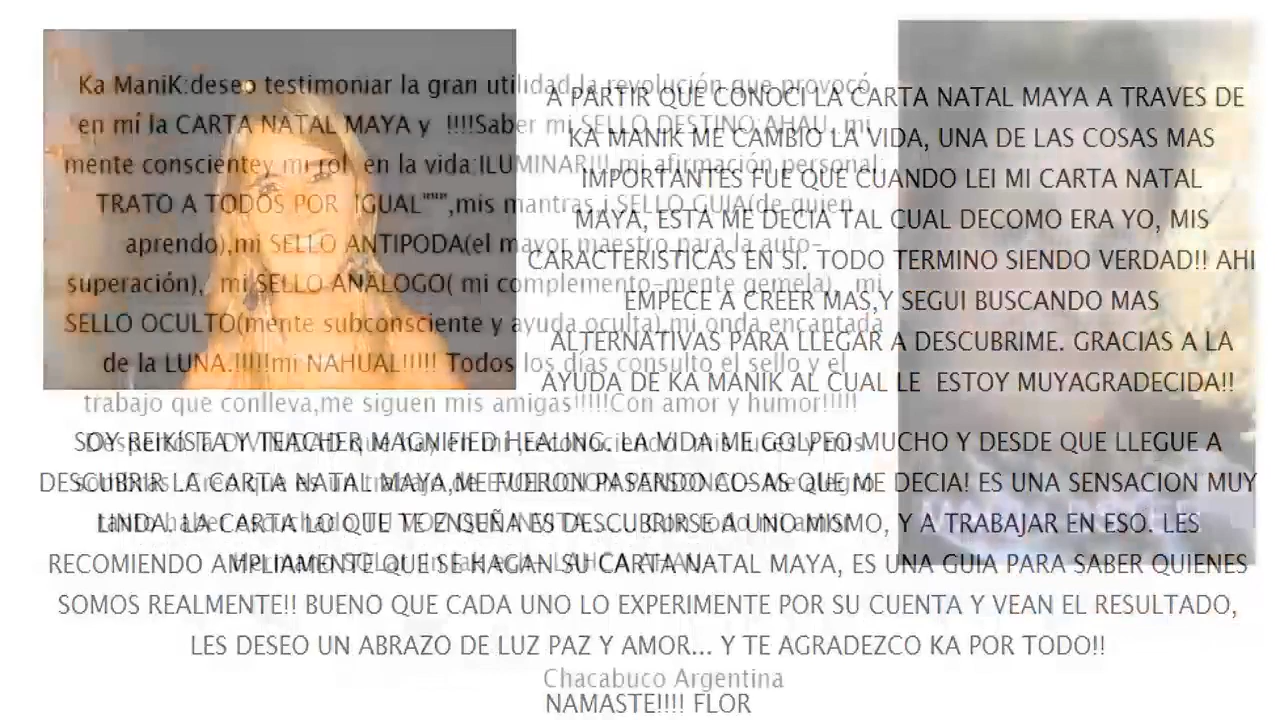 Ka ManiK:deseo testimoniar la gran utilidad,la revolución que provocó
en mí la CARTA NATAL MAYA y !!!!Saber mi SELLO DESTINO:AHAU, mi
mente consciente y mi rol en la vida:ILUMINAR!!! mi afirmación personal:
TRATO A TODOS POR IGUAL""",mis mantras,i SELLO GUIA(de quien
aprendo),mi SELLO ANTIPODA(el mayor maestro para la auto-
superación), mi SELLO ANALOGO( mi complemento-mente gemela), mi
SELLO OCULTO(mente subconsciente y ayuda oculta) mi onda encantada
de la LUNA.!!!!!mi NAHUAL!!!!! Todos los días consulto el sello y el
trabajo que conlleva,me siguen mis amigas!!!!!Con amor y humor!!!!!
Chacabuco Argentina
A PARTIR QUE CONOCI LA CARTA NATAL MAYA A TRAVES DE
KA MANIK ME CAMBIO LA VIDA, UNA DE LAS COSAS MAS
IMPORTANTES FUE QUE CUANDO LEI MI CARTA NATAL
MAYA, ESTA ME DECIA TAL CUAL DECOMO ERA YO, MIS
CARACTERISTICAS EN SI. TODO TERMINO SIENDO VERDAD!! AHI
EMPECE A CREER MAS,Y SEGUI BUSCANDO MAS
ALTERNATIVAS PARA LLEGAR A DESCUBRIME. GRACIAS A LA
AYUDA DE KA MANIK AL CUAL LE ESTOY MUYAGRADECIDA!!
SOY REIKISTA Y TEACHER MAGNIFIED HEALING. LA VIDA ME GOLPEO MUCHO Y DESDE QUE LLEGUE A
DESCUBRIR LA CARTA NATAL MAYA,ME FUERON PASANDO COSAS QUE ME DECIA! ES UNA SENSACION MUY
LINDA, LA CARTA LO QUE TE ENSEÑA ES DESCUBRIRSE A UNO MISMO, Y A TRABAJAR EN ESO. LES
RECOMIENDO AMPLIAMENTE QUE SE HAGAN SU CARTA NATAL MAYA, ES UNA GUIA PARA SABER QUIENES
SOMOS REALMENTE!! BUENO QUE CADA UNO LO EXPERIMENTE POR SU CUENTA Y VEAN EL RESULTADO,
LES DESEO UN ABRAZO DE LUZ PAZ Y AMOR... Y TE AGRADEZCO KA POR TODO!!
NAMASTE!!!! FLOR